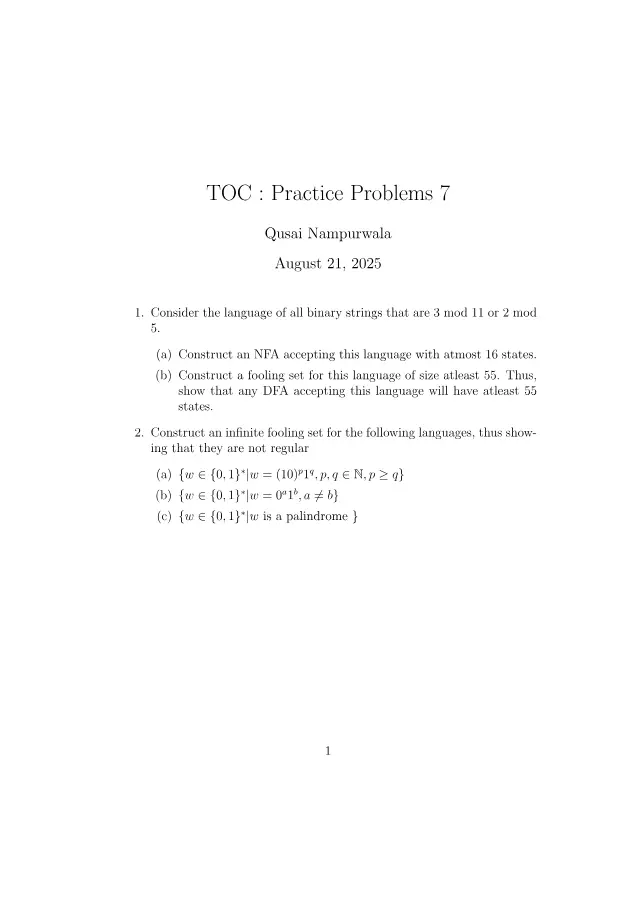 TOC : Practice Problems 7
Qusai Nampurwala
August 21, 2025
1. Consider the language of all binary strings that are 3 mod 11 or 2 mod
5.
(a) Construct an NFA accepting this language with atmost 16 states.
(b) Construct a fooling set for this language of size atleast 55. Thus,
show that any DFA accepting this language will have atleast 55
states.
2. Construct an infinite fooling set for the following languages, thus show-
ing that they are not regular
(a) {w ∈ {0, 1}*|w = (10)ᵖ1^q, p, q ∈ ℕ, p ≥ q}
(b) {w ∈ {0, 1}*|w = 0ᵃ1ᵇ, a ≠ b}
(c) {w ∈ {0, 1}*|w is a palindrome }
1